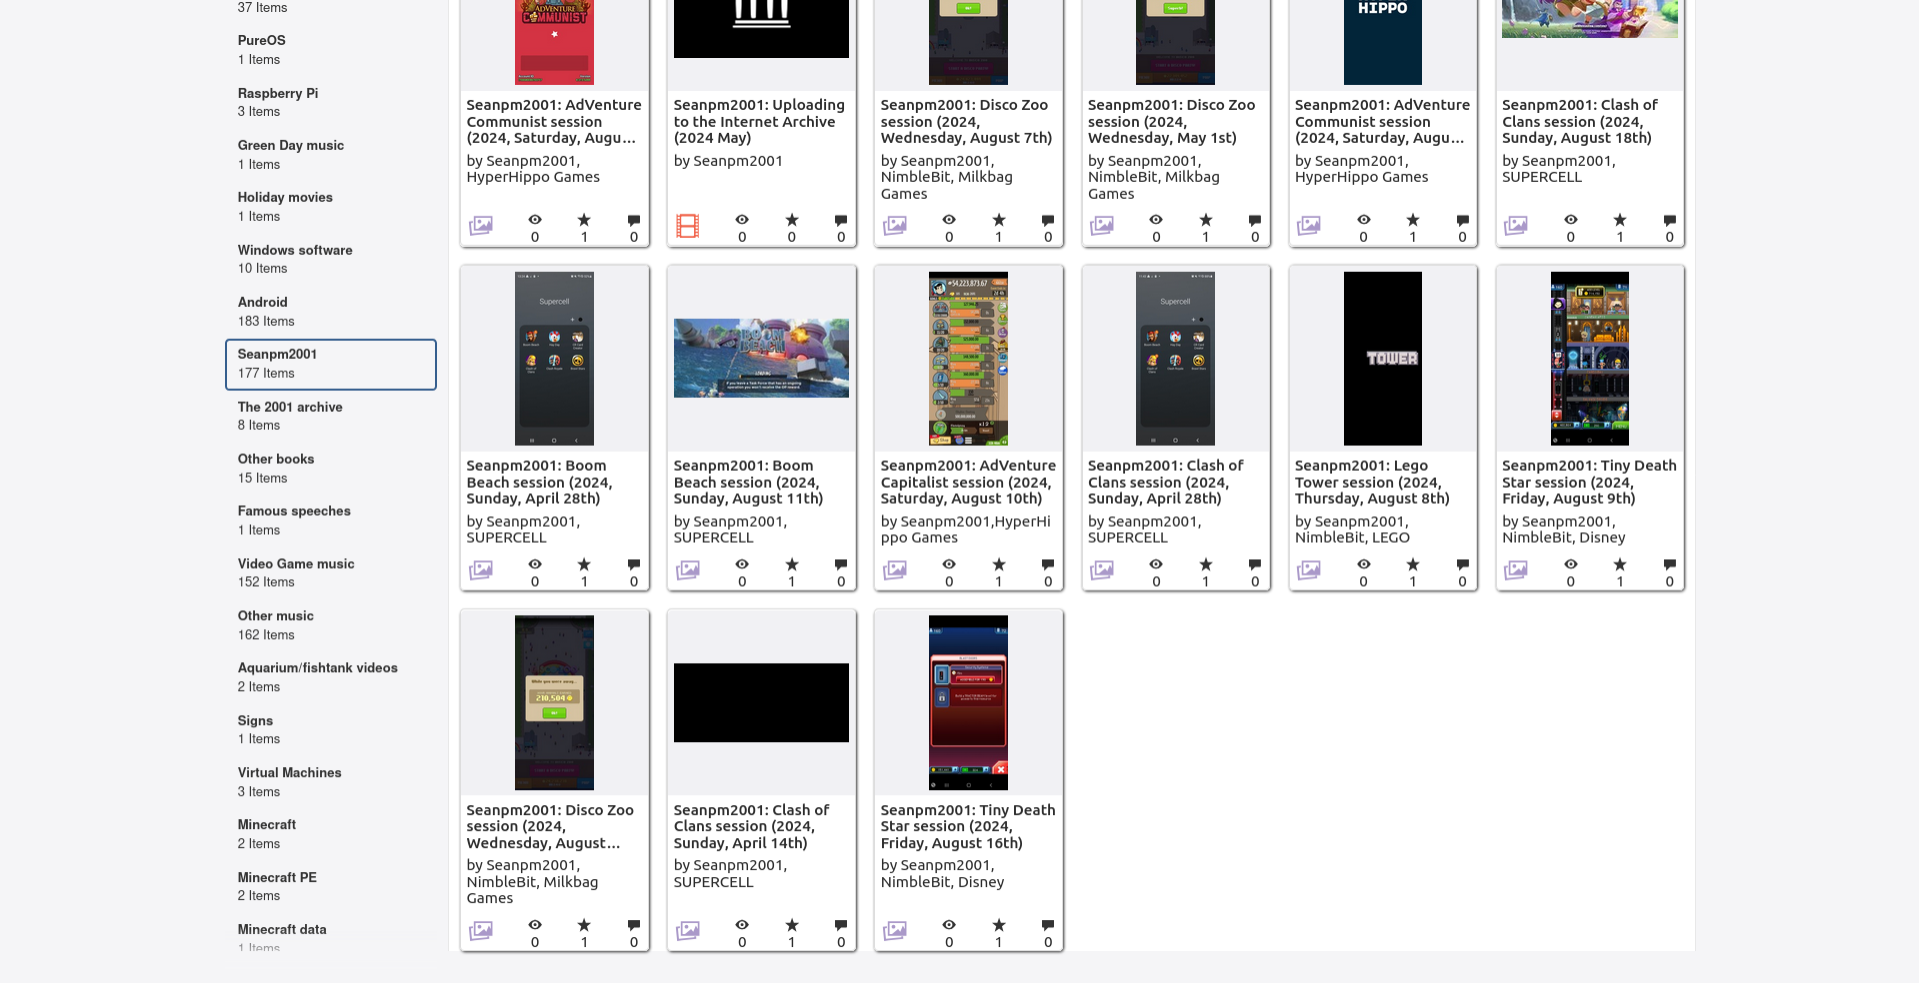 37 Items
PureOS
1 Items
Raspberry Pi
3 Items
Green Day music
1 Items
Holiday movies
1 Items
Windows software
10 Items
Android
183 Items
Seanpm2001
177 Items
The 2001 archive
8 Items
Other books
15 Items
Famous speeches
1 Items
Video Game music
152 Items
Other music
162 Items
Aquarium/fishtank videos
2 Items
Signs
1 Items
Virtual Machines
3 Items
Minecraft
2 Items
Minecraft PE
2 Items
Minecraft data
1 Items
ADVENTURE
COMMUNIST
Seanpm2001: AdVenture
Communist session
(2024, Saturday, Augu...
by Seanpm2001,
HyperHippo Games
0 1 0
Seanpm2001: Uploading
to the Internet Archive
(2024 May)
by Seanpm2001
0 0 0
Seanpm2001: Disco Zoo
session (2024,
Wednesday, August 7th)
by Seanpm2001,
NimbleBit, Milkbag
Games
0 1 0
Seanpm2001: Disco Zoo
session (2024,
Wednesday, May 1st)
by Seanpm2001,
NimbleBit, Milkbag
Games
0 1 0
HIPPO
Seanpm2001: AdVenture
Communist session
(2024, Saturday, Augu...
by Seanpm2001,
HyperHippo Games
0 1 0
Seanpm2001: Clash of
Clans session (2024,
Sunday, August 18th)
by Seanpm2001,
SUPERCELL
0 1 0
Supercell
Seanpm2001: Boom
Beach session (2024,
Sunday, April 28th)
by Seanpm2001,
SUPERCELL
0 1 0
BOOM
BEACH
Seanpm2001: Boom
Beach session (2024,
Sunday, August 11th)
by Seanpm2001,
SUPERCELL
0 1 0
54,223,873.67
Seanpm2001: AdVenture
Capitalist session (2024,
Saturday, August 10th)
by Seanpm2001,HyperHi
ppo Games
0 1 0
Supercell
Seanpm2001: Clash of
Clans session (2024,
Sunday, April 28th)
by Seanpm2001,
SUPERCELL
0 1 0
TOWER
Seanpm2001: Lego
Tower session (2024,
Thursday, August 8th)
by Seanpm2001,
NimbleBit, LEGO
0 1 0
Seanpm2001: Tiny Death
Star session (2024,
Friday, August 9th)
by Seanpm2001,
NimbleBit, Disney
0 1 0
While you were away...
210,504
Seanpm2001: Disco Zoo
session (2024,
Wednesday, August...
by Seanpm2001,
NimbleBit, Milkbag
Games
0 1 0
Seanpm2001: Clash of
Clans session (2024,
Sunday, April 14th)
by Seanpm2001,
SUPERCELL
0 1 0
Seanpm2001: Tiny Death
Star session (2024,
Friday, August 16th)
by Seanpm2001,
NimbleBit, Disney
0 1 0